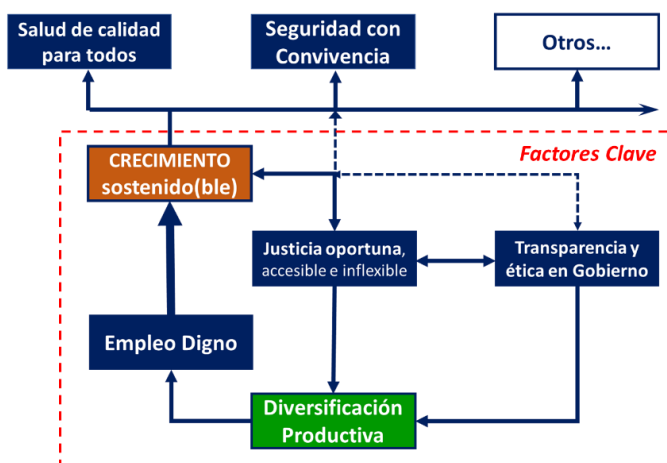 Salud de calidad
para todos
Seguridad con
Convivencia
Otros...
Factores Clave
CRECIMIENTO
sostenido(ble)
Justicia oportuna,
accesible e inflexible
Transparencia y
ética en Gobierno
Empleo Digno
Diversificación
Productiva